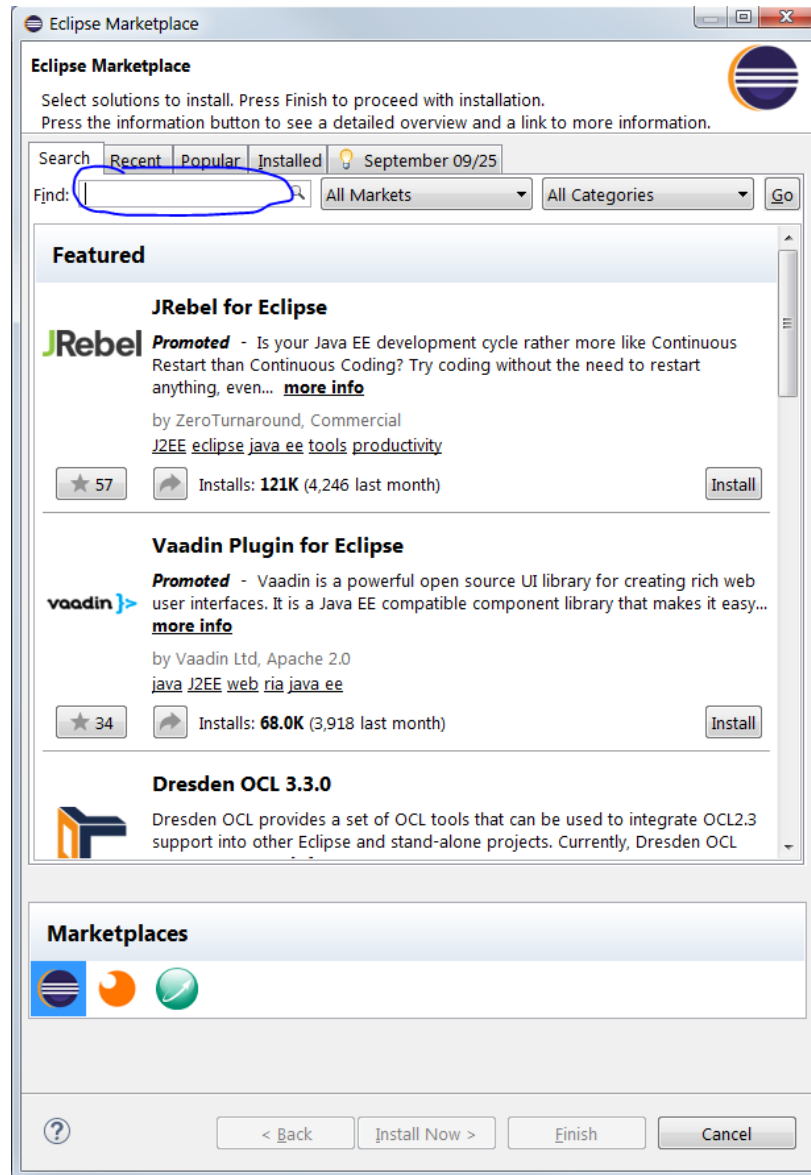 Eclipse Marketplace
Eclipse Marketplace
Select solutions to install. Press Finish to proceed with installation.
Press the information button to see a detailed overview and a link to more information.
Search Recent Popular Installed September 09/25
Find: All Markets All Categories Go
Featured
JRebel for Eclipse
JRebel
Promoted - Is your Java EE development cycle rather more like Continuous
Restart than Continuous Coding? Try coding without the need to restart
anything, even... more info
by ZeroTurnaround, Commercial
J2EE eclipse java ee tools productivity
57 Installs: 121K (4,246 last month) Install
Vaadin Plugin for Eclipse
Promoted - Vaadin is a powerful open source UI library for creating rich web
vaadin }> user interfaces. It is a Java EE compatible component library that makes it easy...
more info
by Vaadin Ltd, Apache 2.0
java J2EE web ria java ee
34 Installs: 68.0K (3,918 last month) Install
Dresden OCL 3.3.0
Dresden OCL provides a set of OCL tools that can be used to integrate OCL2.3
support into other Eclipse and stand-alone projects. Currently, Dresden OCL
Marketplaces
? < Back Install Now > Finish Cancel